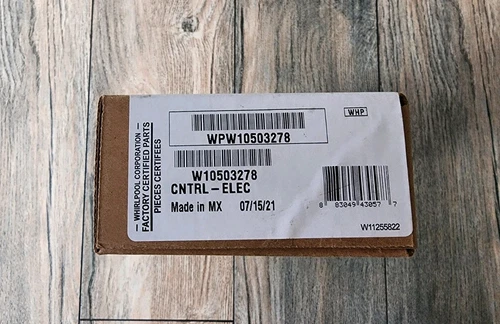 WHIRLPOOL CORPORATION
FACTORY CERTIFIED PARTS
PIECES CERTIFEES
WHP
WPW10503278
W10503278
CNTRL-ELEC
Made in MX 07/15/21
8 83049 43057 7
W11255822